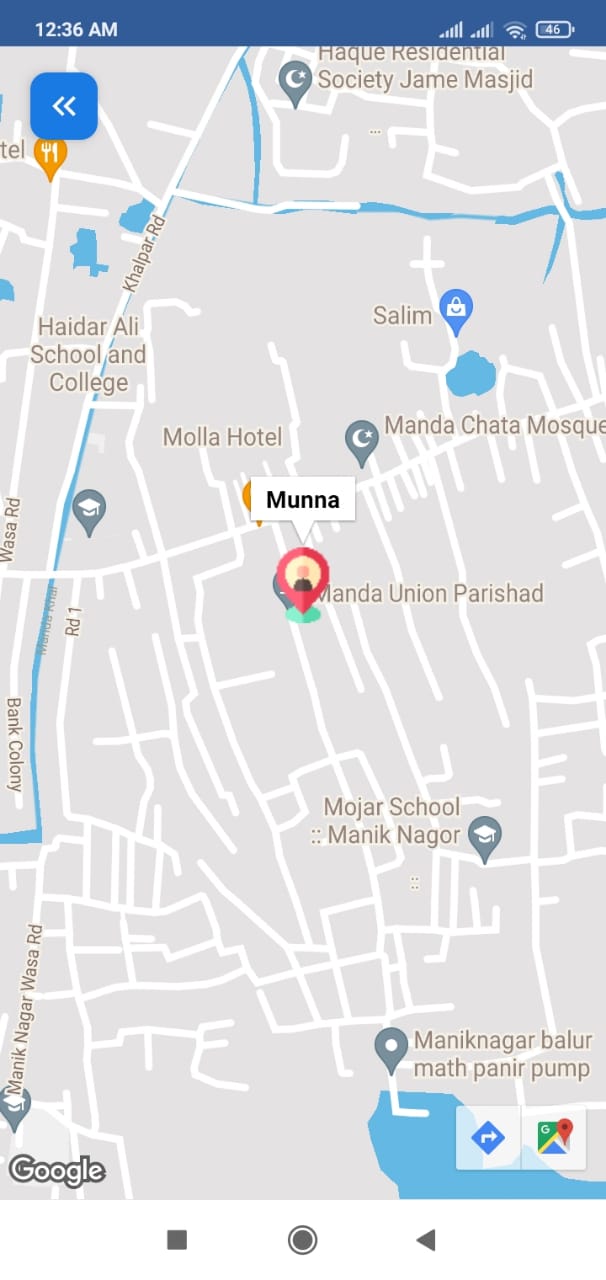 12:36 AM
46
Haque Residential
Society Jame Masjid
tel
Khalpar Rd
Salim
Haidar Ali
School and
College
Molla Hotel
Manda Chata Mosque
Wasa Rd
Munna
Manda Union Parishad
Manda Khal
Rd 1
Bank Colony
Mojar School
:: Manik Nagor
::
Manik Nagar Wasa Rd
Maniknagar balur
math panir pump
G
Google